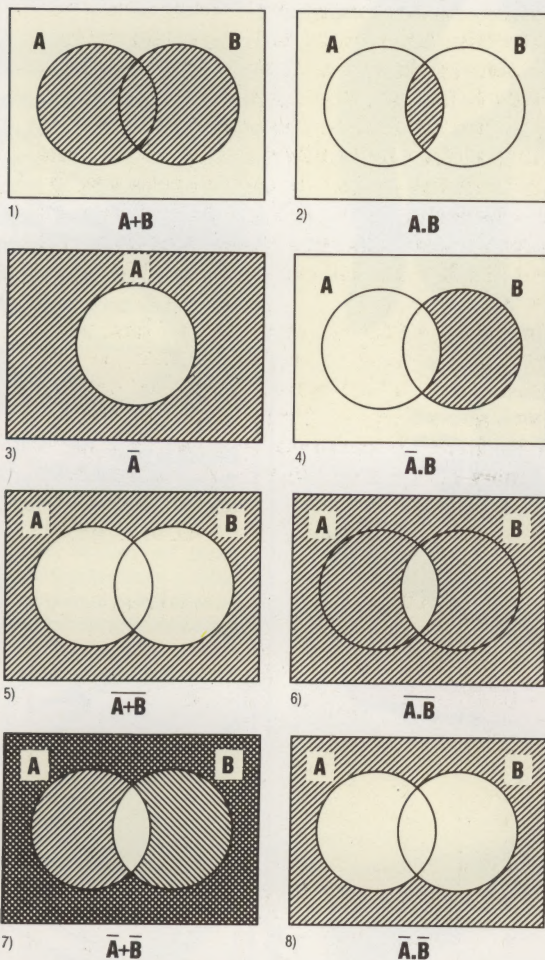 A B
1) A+B
A B
2) A.B
A
3) A̅
A B
4) A̅.B
A B
5) A̅+̅B̅
A B
6) A̅.̅B̅
A B
7) A̅+B̅
A B
8) A̅.B̅